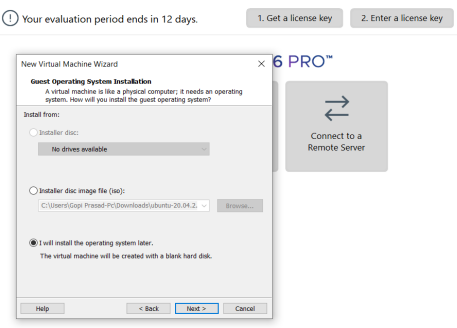 Your evaluation period ends in 12 days.
1. Get a license key
2. Enter a license key
6 PRO™
New Virtual Machine Wizard
Guest Operating System Installation
A virtual machine is like a physical computer; it needs an operating
system. How will you install the guest operating system?
Install from:
Installer disc:
No drives available
Installer disc image file (iso):
C:\Users\Gopi Prasad-Pc\Downloads\ubuntu-20.04.2.
Browse...
I will install the operating system later.
The virtual machine will be created with a blank hard disk.
Help
< Back
Next >
Cancel
Connect to a
Remote Server